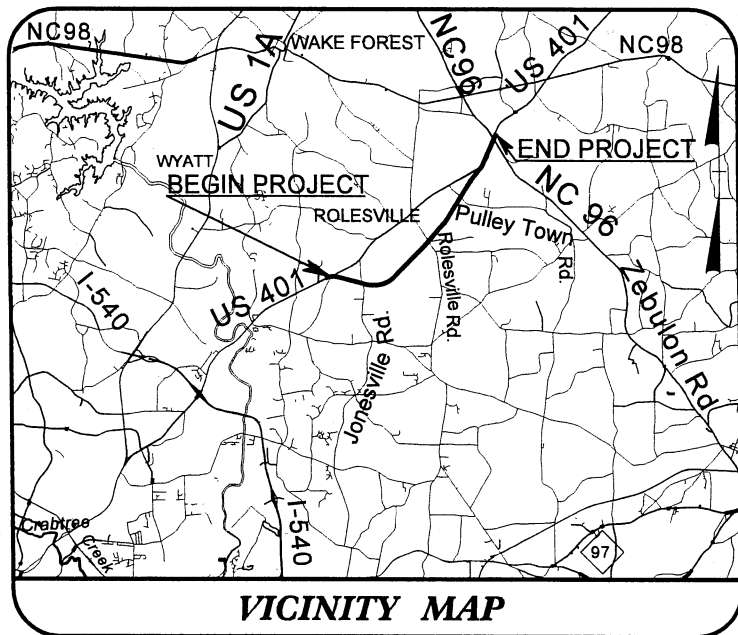 NC98
US 1A
WAKE FOREST
NC96
US 401
NC98
WYATT
BEGIN PROJECT
END PROJECT
ROLESVILLE
Pulley Town
Rd.
NC 96
Rolesville Rd.
US 401
I-540
Zebulon Rd
Jonesville Rd.
I-540
Crabtree
Creek
97
VICINITY MAP